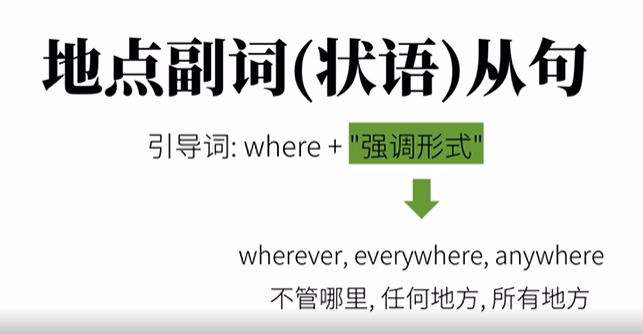 地点副词(状语)从句
引导词: where + "强调形式"
wherever, everywhere, anywhere
不管哪里, 任何地方, 所有地方